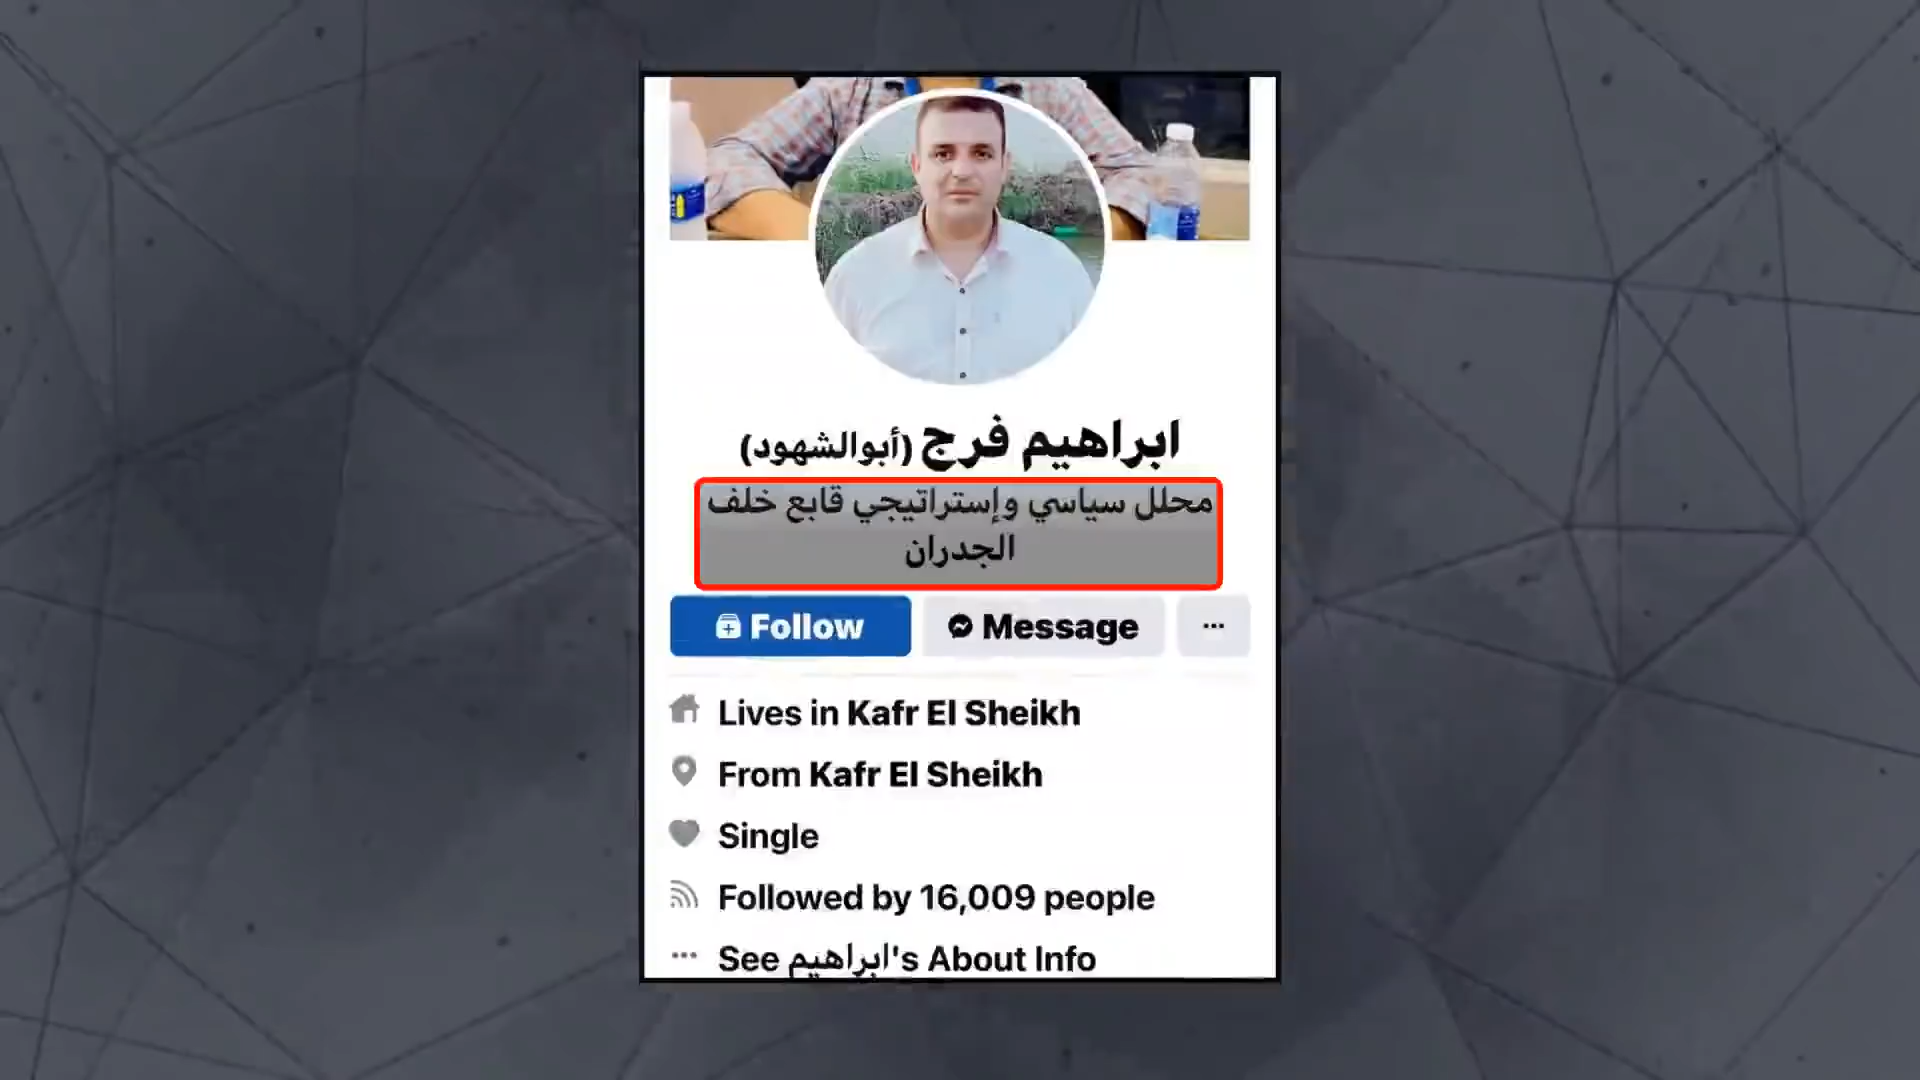 ابراهيم فرج (أبوالشهود)
محلل سياسي وإستراتيجي قابع خلف
الجدران
Follow
Message
Lives in Kafr El Sheikh
From Kafr El Sheikh
Single
Followed by 16,009 people
See ابراهيم's About Info